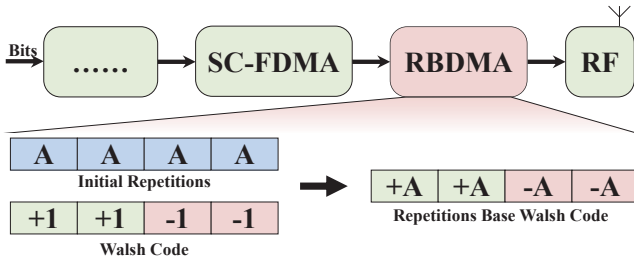 Bits
...... SC-FDMA RBDMA RF
A A A A
Initial Repetitions
+1 +1 -1 -1
Walsh Code
+A +A -A -A
Repetitions Base Walsh Code